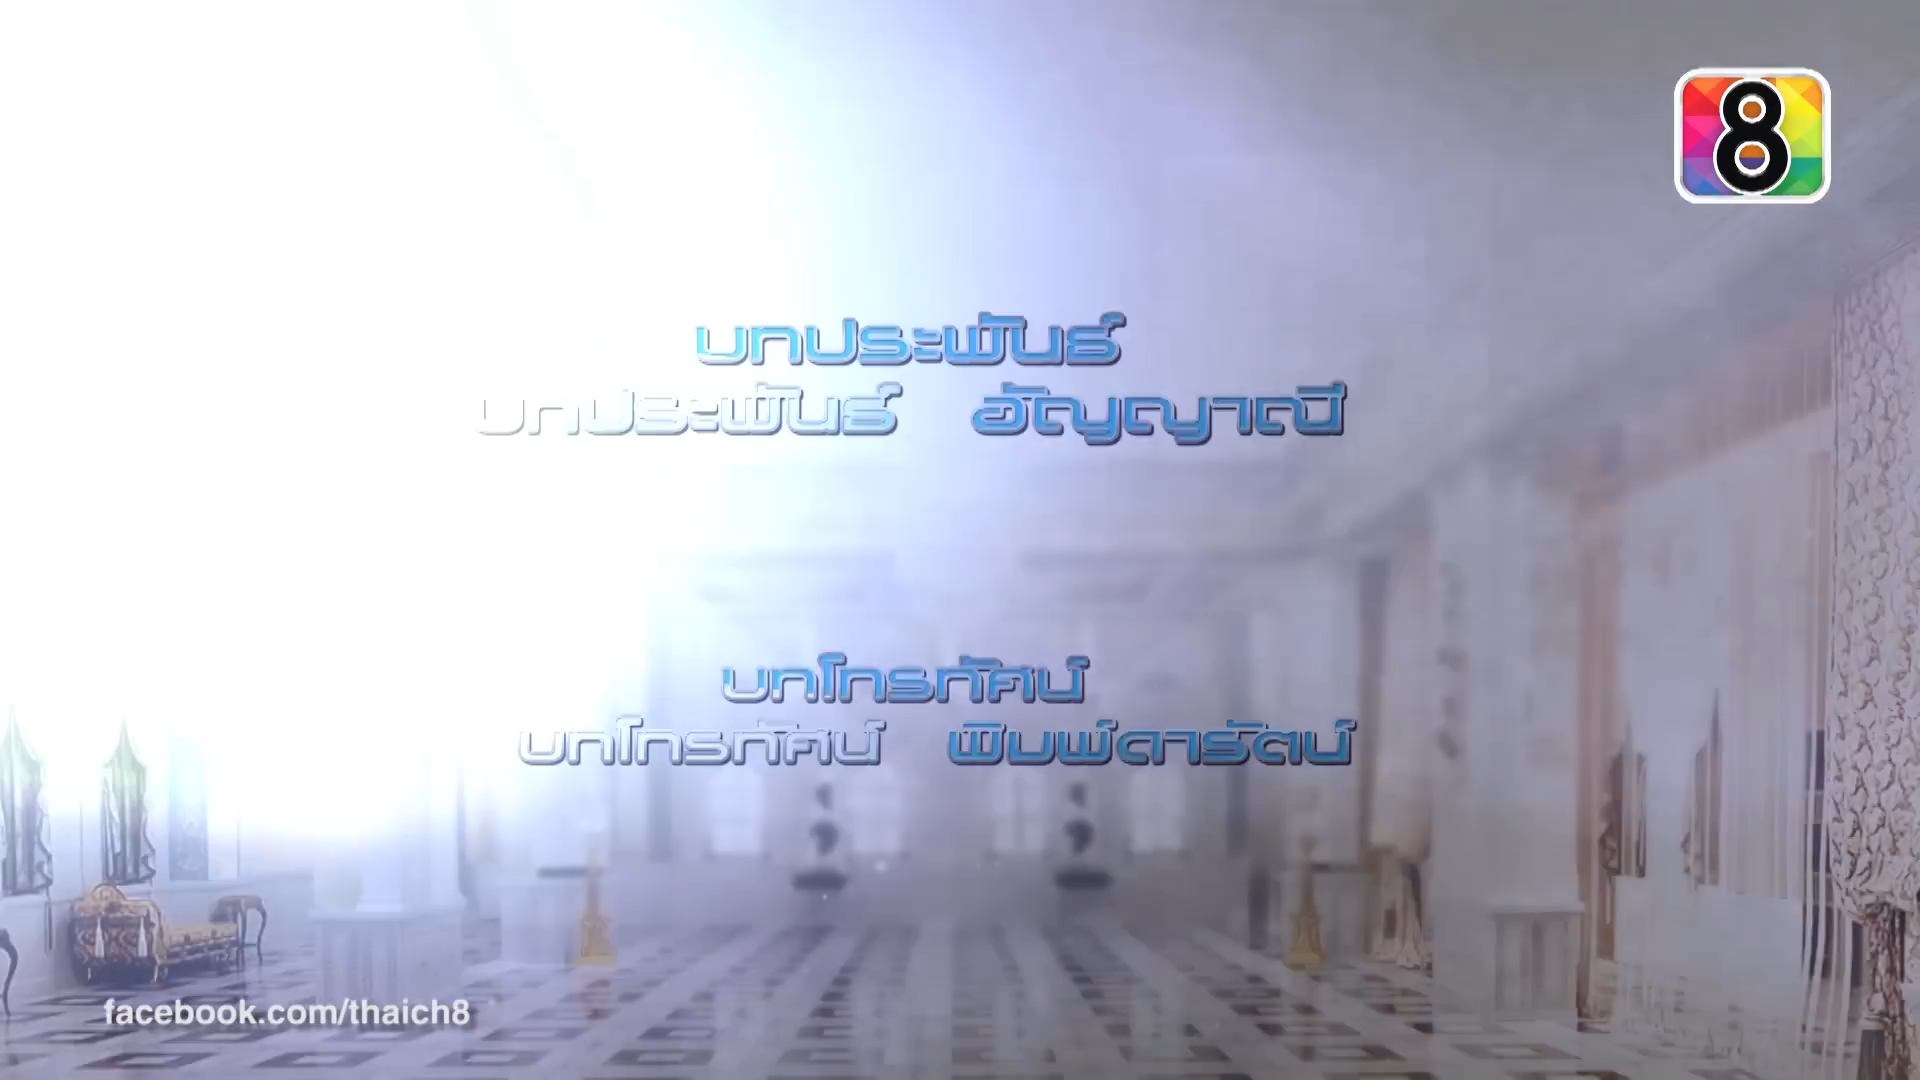 8
บทประพันธ์
บทประพันธ์ อัญญาณี
บทโทรทัศน์
บทโทรทัศน์ พิมพ์ดารัตน์
facebook.com/thaich8